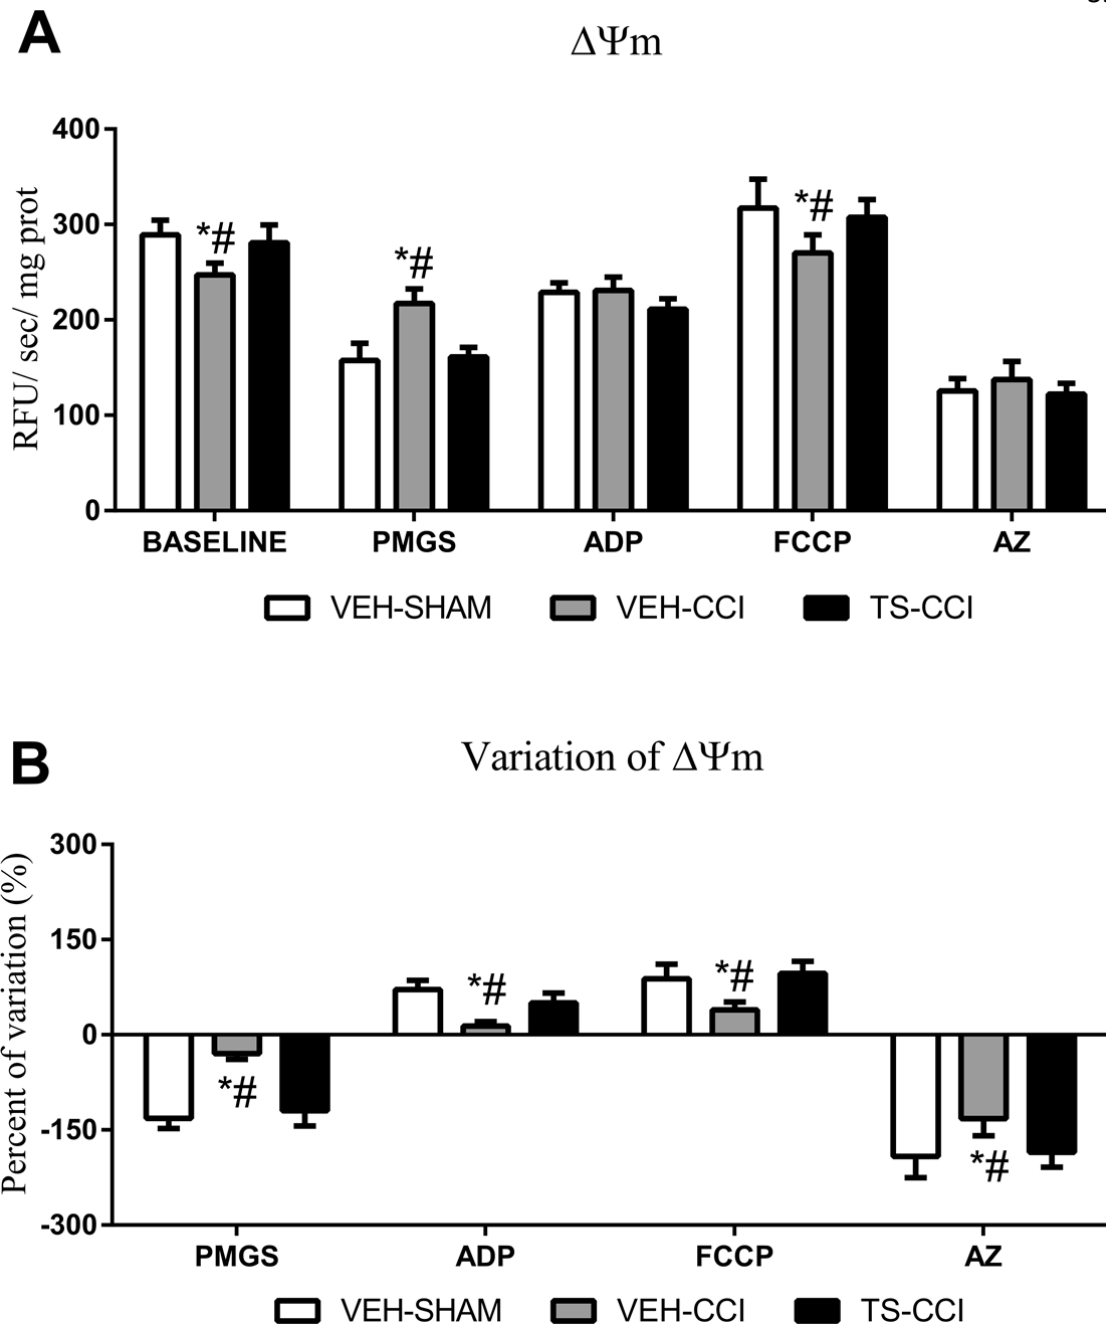 A
ΔΨm
RFU/ sec/ mg prot
400
300
200
100
0
*#
*#
*#
BASELINE PMGS ADP FCCP AZ
VEH-SHAM VEH-CCI TS-CCI
B
Variation of ΔΨm
Percent of variation (%)
300
150
0
-150
-300
*#
*#
*#
*#
PMGS ADP FCCP AZ
VEH-SHAM VEH-CCI TS-CCI